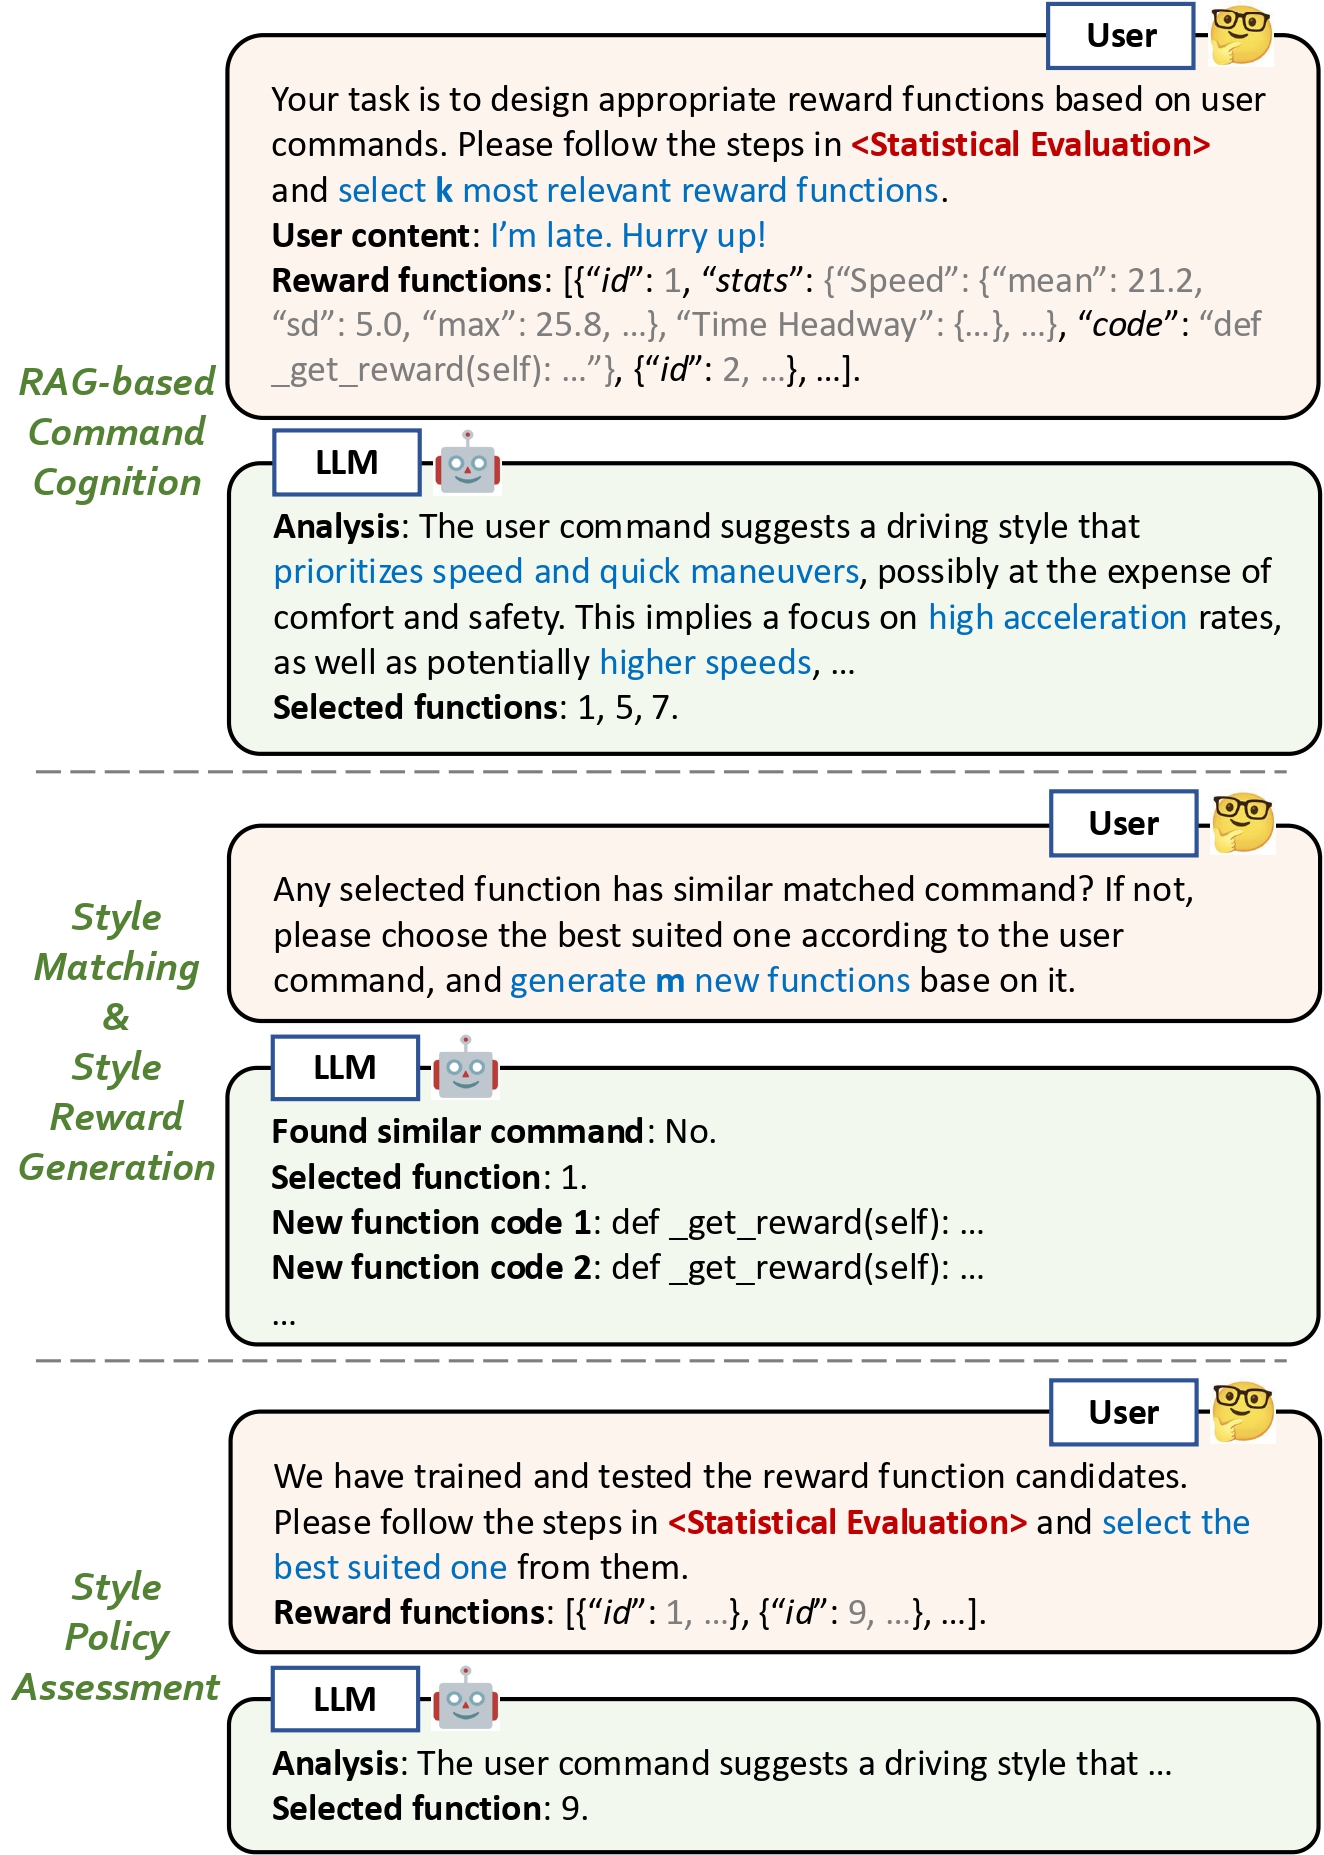 User
Your task is to design appropriate reward functions based on user
commands. Please follow the steps in <Statistical Evaluation>
and select k most relevant reward functions.
User content: I’m late. Hurry up!
Reward functions: [{“id”: 1, “stats”: {“Speed”: {“mean”: 21.2,
“sd”: 5.0, “max”: 25.8, …}, “Time Headway”: {…}, …}, “code”: “def
_get_reward(self): …”}, {“id”: 2, …}, …].
RAG-based
Command
Cognition
LLM
Analysis: The user command suggests a driving style that
prioritizes speed and quick maneuvers, possibly at the expense of
comfort and safety. This implies a focus on high acceleration rates,
as well as potentially higher speeds, …
Selected functions: 1, 5, 7.
User
Any selected function has similar matched command? If not,
please choose the best suited one according to the user
command, and generate m new functions base on it.
Style
Matching
&
Style
Reward
Generation
LLM
Found similar command: No.
Selected function: 1.
New function code 1: def _get_reward(self): …
New function code 2: def _get_reward(self): …
…
User
We have trained and tested the reward function candidates.
Please follow the steps in <Statistical Evaluation> and select the
best suited one from them.
Reward functions: [{“id”: 1, …}, {“id”: 9, …}, …].
Style
Policy
Assessment
LLM
Analysis: The user command suggests a driving style that …
Selected function: 9.